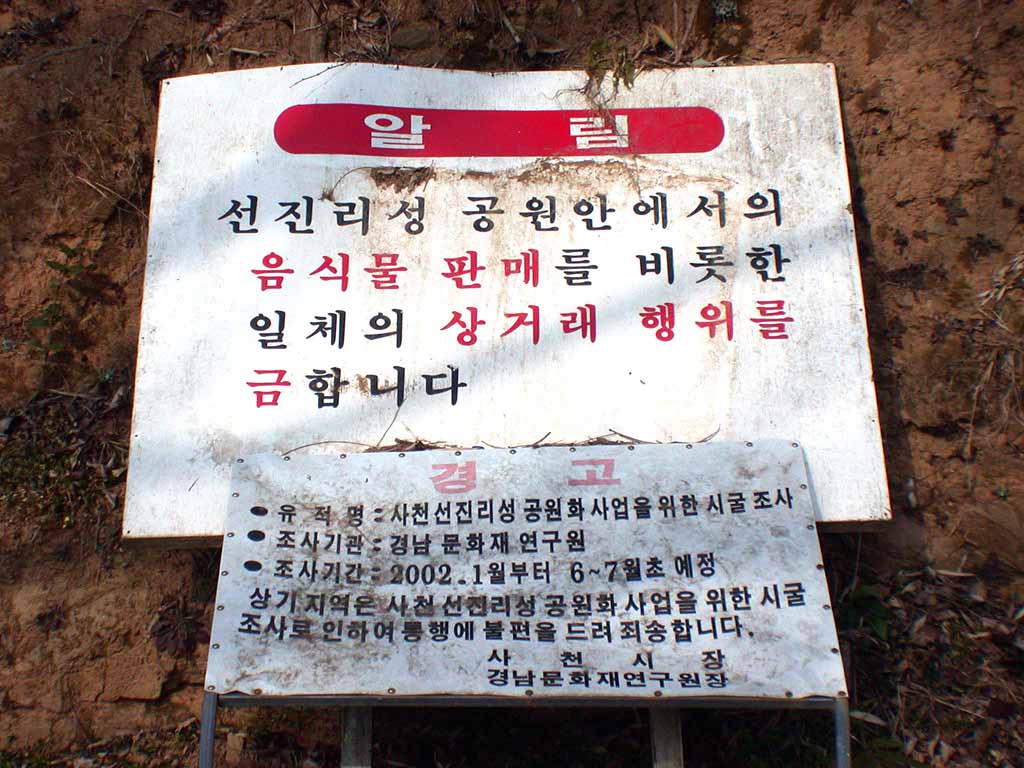 알 림
선진리성 공원안에서의
음식물 판매를 비롯한
일체의 상거래 행위를
금합니다
경 고
● 유 적 명 : 사천선진리성 공원화 사업을 위한 시굴 조사
● 조사기관 : 경남 문화재 연구원
● 조사기간 : 2002.1월부터 6~7월초 예정
상기 지역은 사천 선진리성 공원화 사업을 위한 시굴
조사로 인하여 통행에 불편을 드려 죄송합니다.
사 천 시 장
경남문화재연구원장